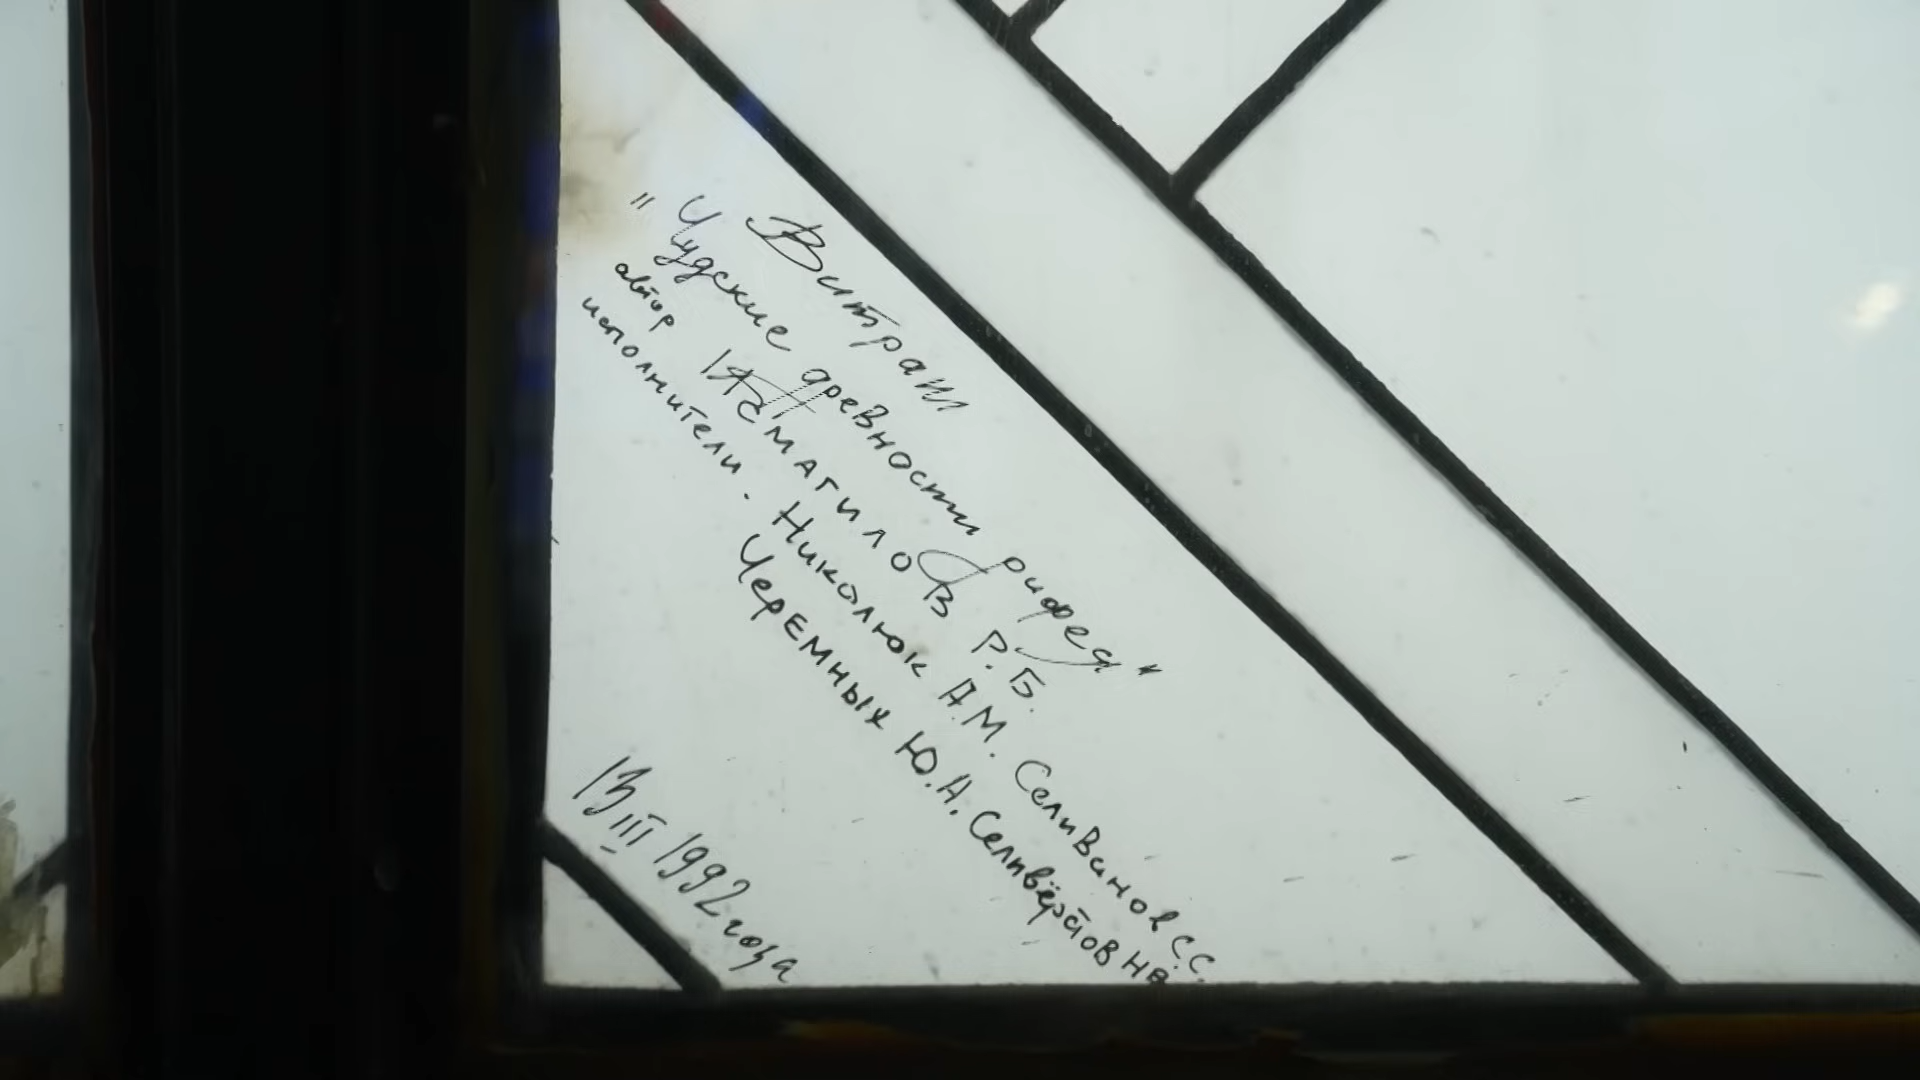 Витраж
"Чудские древности рифея"
автор Исмагилов Р.Б.
исполнители. Николюк А.М. Селиванов С.С.
Черемных Ю.Н. Селивёрстов Н.В.
13 III 1992 года